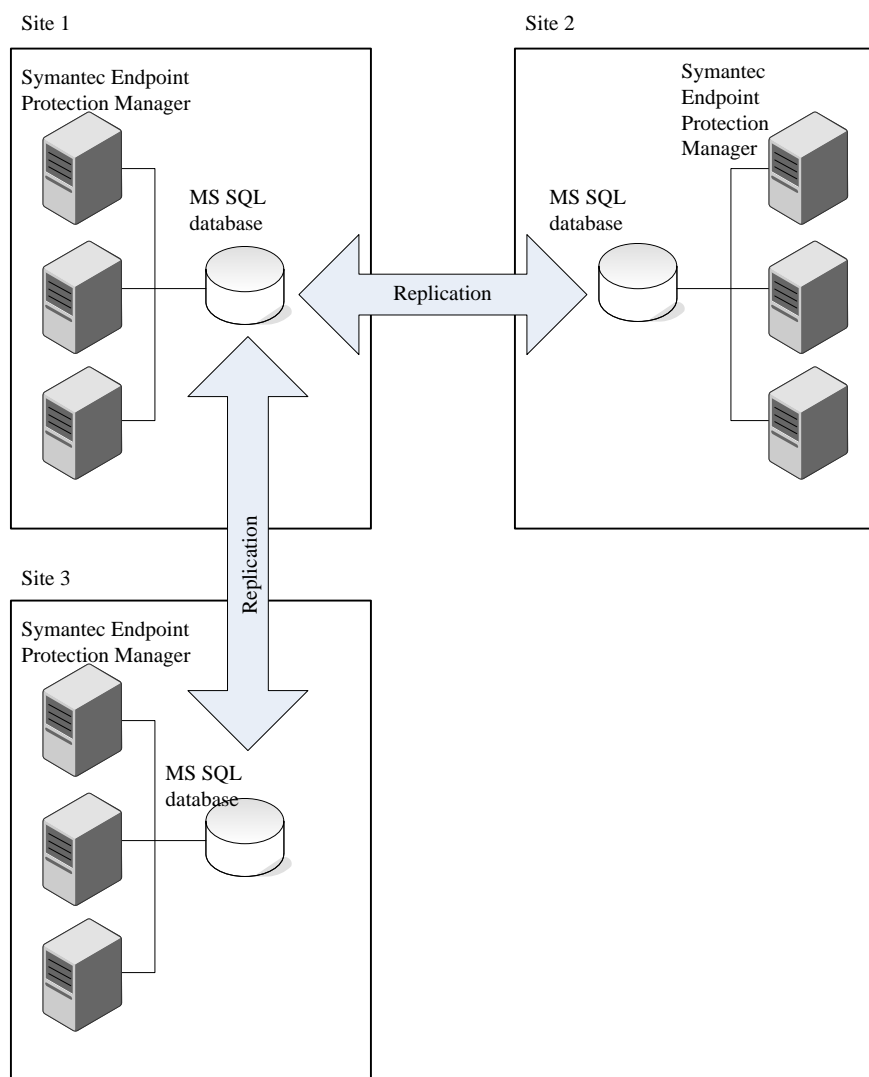 Site 1
Symantec Endpoint
Protection Manager
MS SQL
database
Site 2
Symantec
Endpoint
Protection
Manager
MS SQL
database
Replication
Replication
Site 3
Symantec Endpoint
Protection Manager
MS SQL
database